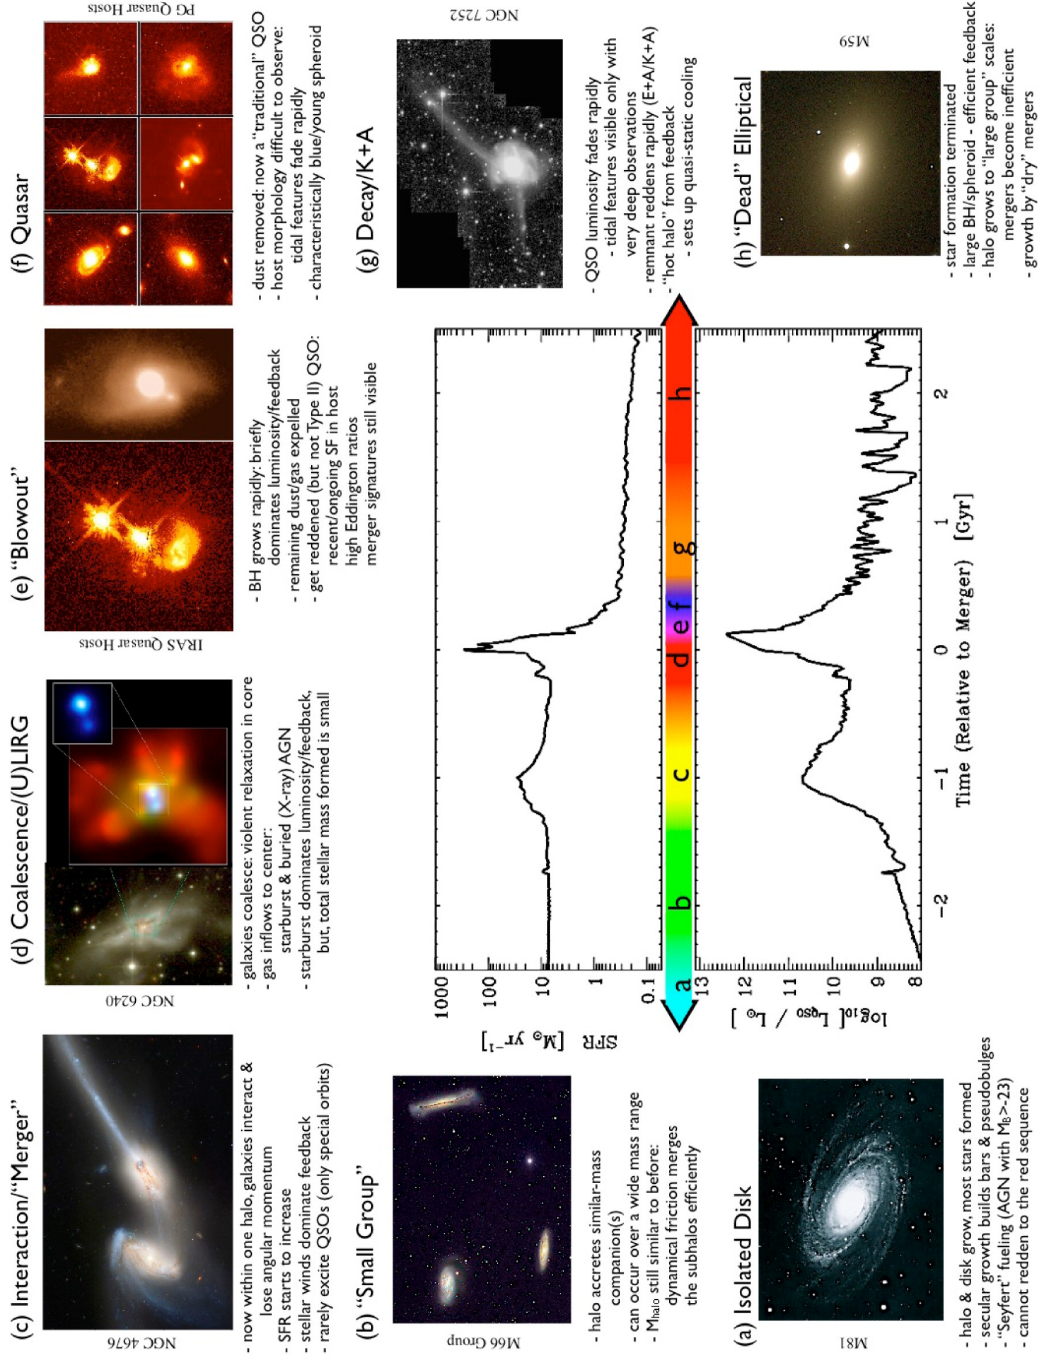 (c) Interaction/“Merger”
NGC 4676
- now within one halo, galaxies interact &
lose angular momentum
- SFR starts to increase
- stellar winds dominate feedback
- rarely excite QSOs (only special orbits)
(d) Coalescence/(U)LIRG
NGC 6240
- galaxies coalesce: violent relaxation in core
- gas inflows to center:
starburst & buried (X-ray) AGN
- starburst dominates luminosity/feedback,
but, total stellar mass formed is small
(e) “Blowout”
IRAS Quasar Hosts
- BH grows rapidly: briefly
dominates luminosity/feedback
- remaining dust/gas expelled
- get reddened (but not Type II) QSO:
recent/ongoing SF in host
high Eddington ratios
merger signatures still visible
(f) Quasar
PG Quasar Hosts
- dust removed: now a “traditional” QSO
- host morphology difficult to observe:
tidal features fade rapidly
- characteristically blue/young spheroid
(b) “Small Group”
M66 Group
- halo accretes similar-mass
companion(s)
- can occur over a wide mass range
- Mhalo still similar to before:
dynamical friction merges
the subhalos efficiently
(a) Isolated Disk
M81
- halo & disk grow, most stars formed
- secular growth builds bars & pseudobulges
- “Seyfert” fueling (AGN with MB>-23)
- cannot redden to the red sequence
1000
100
10
1
0.1
SFR [M⊙ yr⁻¹]
a b c d e f g h
13
12
11
10
9
8
log10[ LQSO / L⊙ ]
-2 -1 0 1 2
Time (Relative to Merger) [Gyr]
(g) Decay/K+A
NGC 7252
- QSO luminosity fades rapidly
- tidal features visible only with
very deep observations
- remnant reddens rapidly (E+A/K+A)
- “hot halo” from feedback
- sets up quasi-static cooling
(h) “Dead” Elliptical
M59
- star formation terminated
- large BH/spheroid - efficient feedback
- halo grows to “large group” scales:
mergers become inefficient
- growth by “dry” mergers